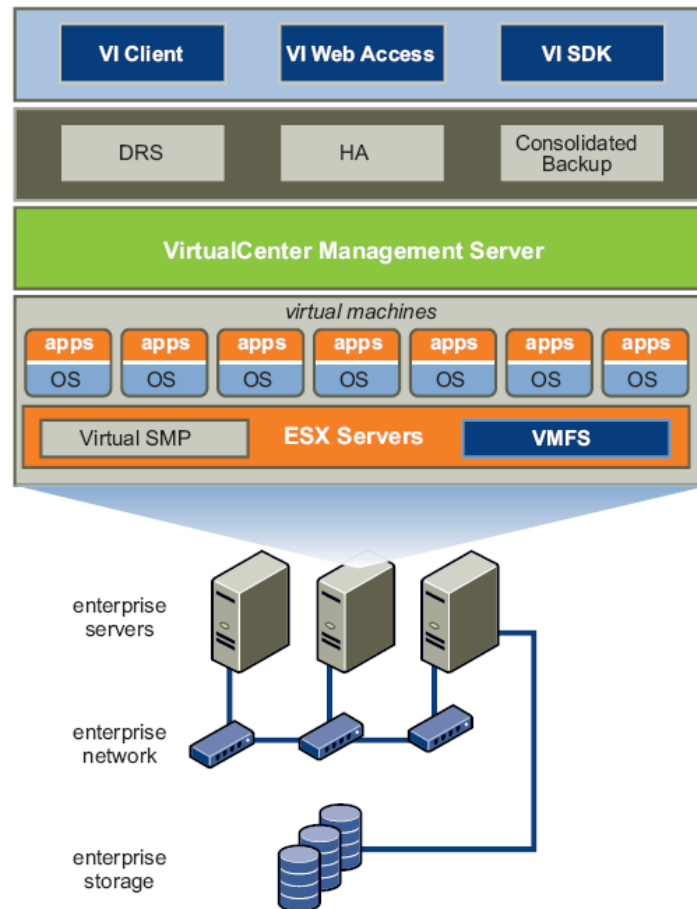 VI Client
VI Web Access
VI SDK
DRS
HA
Consolidated
Backup
VirtualCenter Management Server
virtual machines
apps apps apps apps apps apps apps
OS OS OS OS OS OS OS
Virtual SMP
ESX Servers
VMFS
enterprise
servers
enterprise
network
enterprise
storage